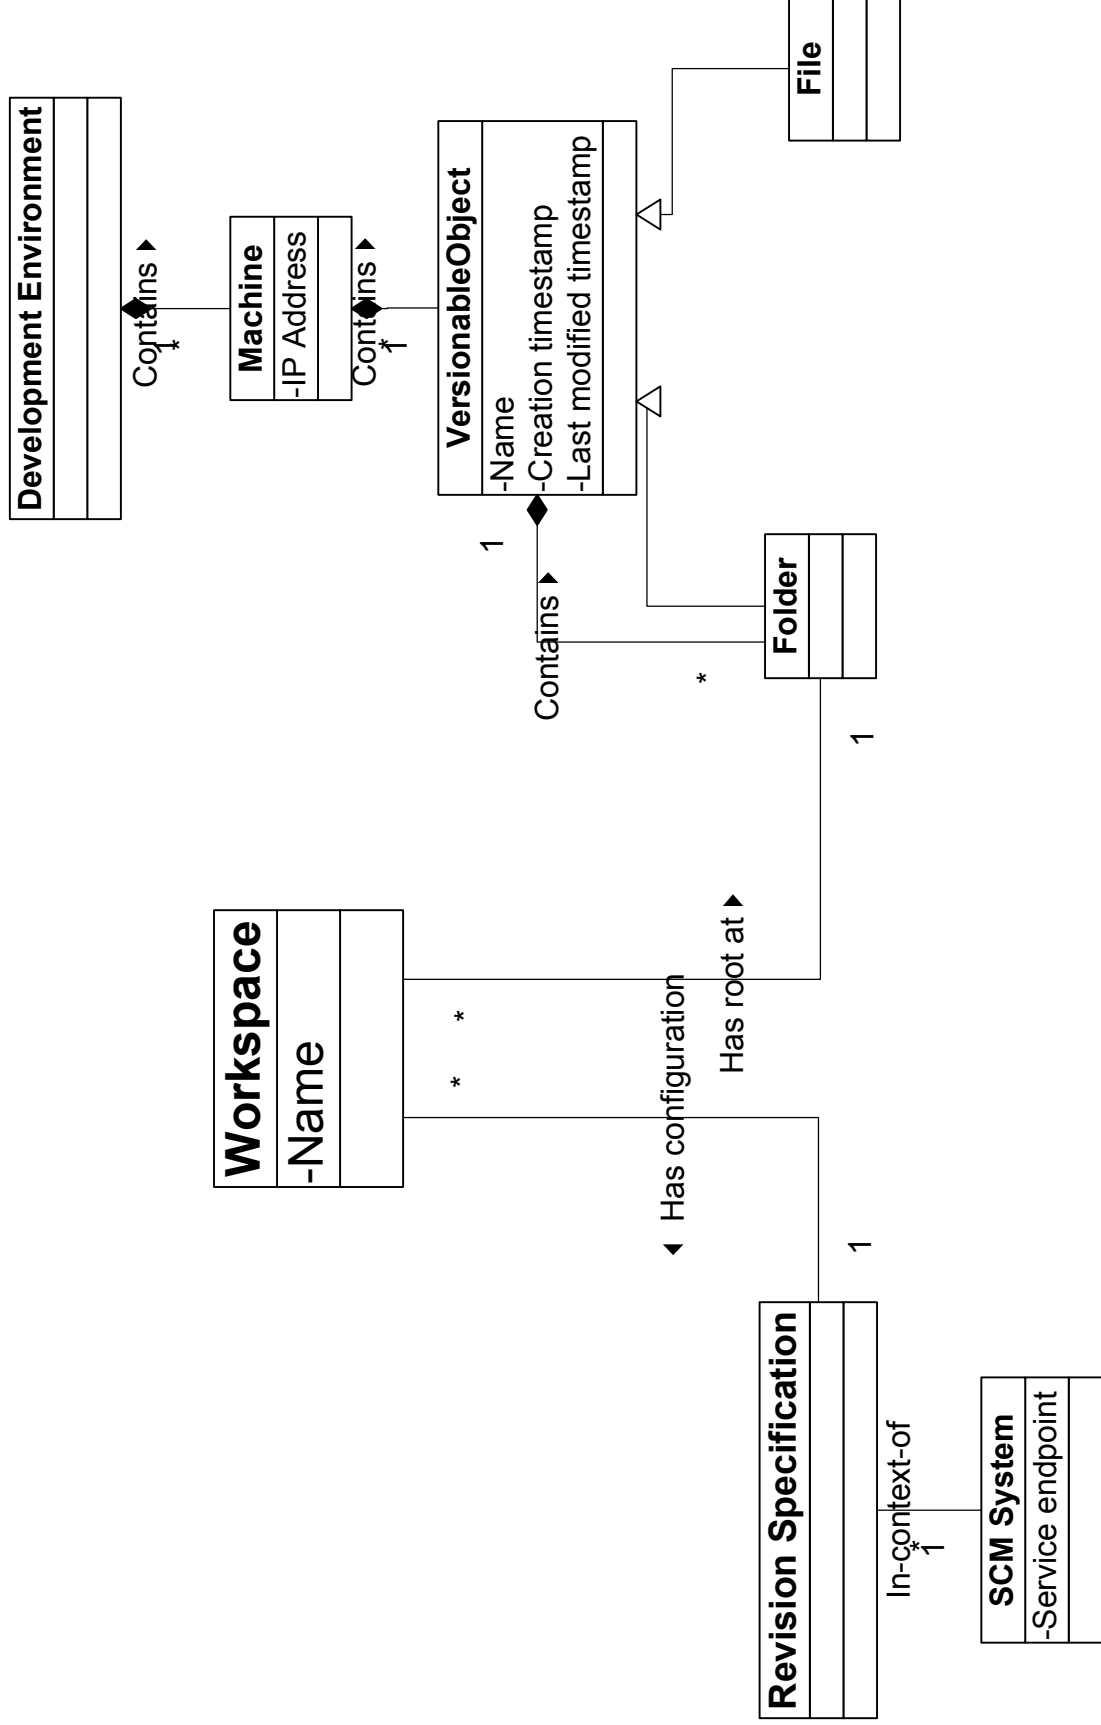 Development Environment
Contains
1
*
Machine
-IP Address
Contains
1
*
VersionableObject
-Name
-Creation timestamp
-Last modified timestamp
File
1
Contains
*
Folder
1
Workspace
-Name
*
*
Has root at
Has configuration
1
Revision Specification
In-context-of
*
1
SCM System
-Service endpoint